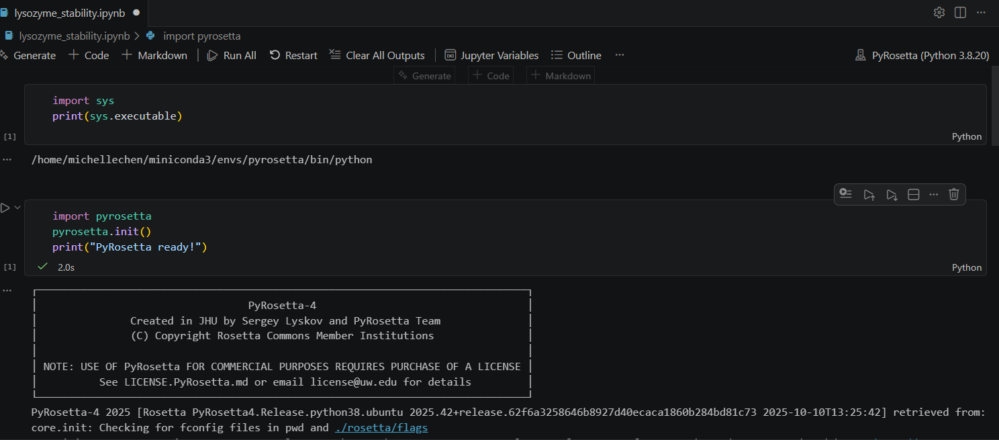 lysozyme_stability.ipynb
lysozyme_stability.ipynb > import pyrosetta
Generate + Code + Markdown | Run All Restart Clear All Outputs | Jupyter Variables Outline ... PyRosetta (Python 3.8.20)
Generate + Code + Markdown
import sys
print(sys.executable)
[1] Python
/home/michellechen/miniconda3/envs/pyrosetta/bin/python
import pyrosetta
pyrosetta.init()
print("PyRosetta ready!")
[1] 2.0s Python
PyRosetta-4
Created in JHU by Sergey Lyskov and PyRosetta Team
(C) Copyright Rosetta Commons Member Institutions
NOTE: USE OF PyRosetta FOR COMMERCIAL PURPOSES REQUIRES PURCHASE OF A LICENSE
See LICENSE.PyRosetta.md or email license@uw.edu for details
PyRosetta-4 2025 [Rosetta PyRosetta4.Release.python38.ubuntu 2025.42+release.62f6a3258646b8927d40ecaca1860b284bd81c73 2025-10-10T13:25:42] retrieved from:
core.init: Checking for fconfig files in pwd and ./rosetta/flags